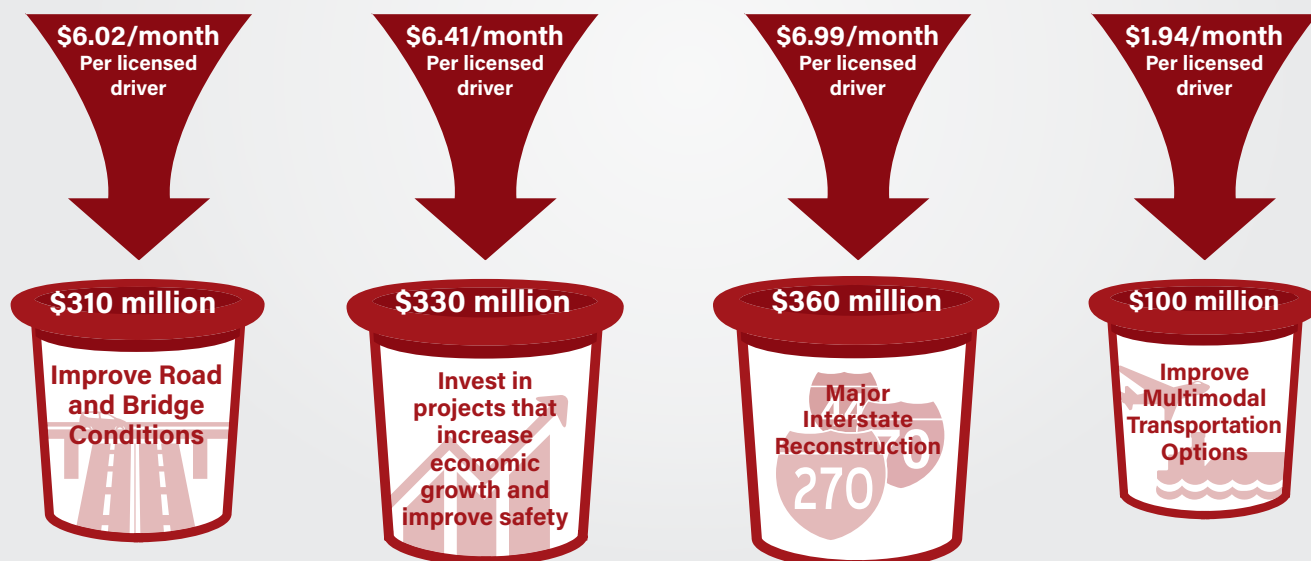 $6.02/month
Per licensed
driver
$6.41/month
Per licensed
driver
$6.99/month
Per licensed
driver
$1.94/month
Per licensed
driver
$310 million
Improve Road
and Bridge
Conditions
$330 million
Invest in
projects that
increase
economic
growth and
improve safety
$360 million
Major
Interstate
Reconstruction
44
270
$100 million
Improve
Multimodal
Transportation
Options